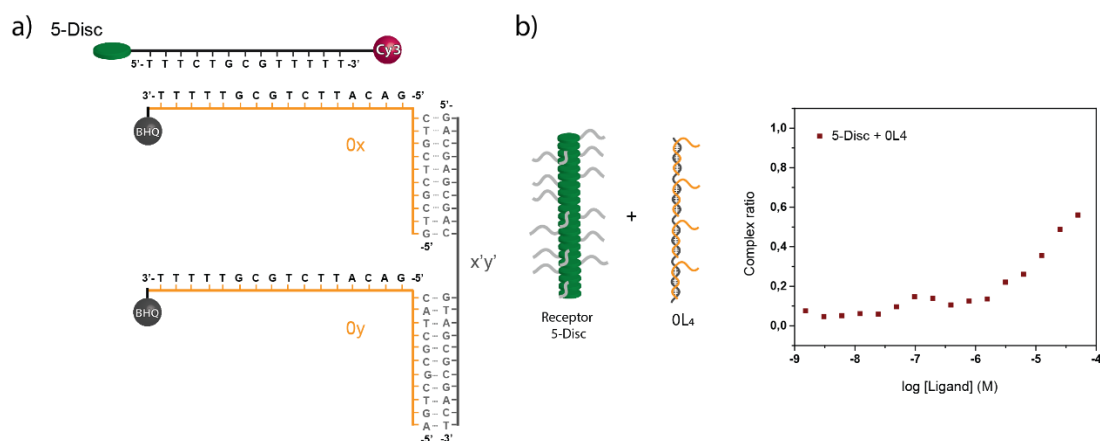 a)
5-Disc
Cy3
5'- T T T C T G C G T T T T T -3'
3'- T T T T T G C G T C T T A C A G -5'
5'-
BHQ
0x
C G
T A
G C
C G
T A
C G
G C
C G
T A
G C
-5'
x'y'
3'- T T T T T G C G T C T T A C A G -5'
BHQ
0y
C G
A T
T A
C G
G C
C G
G C
C G
T A
G C
A T
-5' -3'
b)
+
Receptor
5-Disc
0L4
5-Disc + 0L4
Complex ratio
1,0
0,8
0,6
0,4
0,2
0,0
-9 -8 -7 -6 -5 -4
log [Ligand] (M)